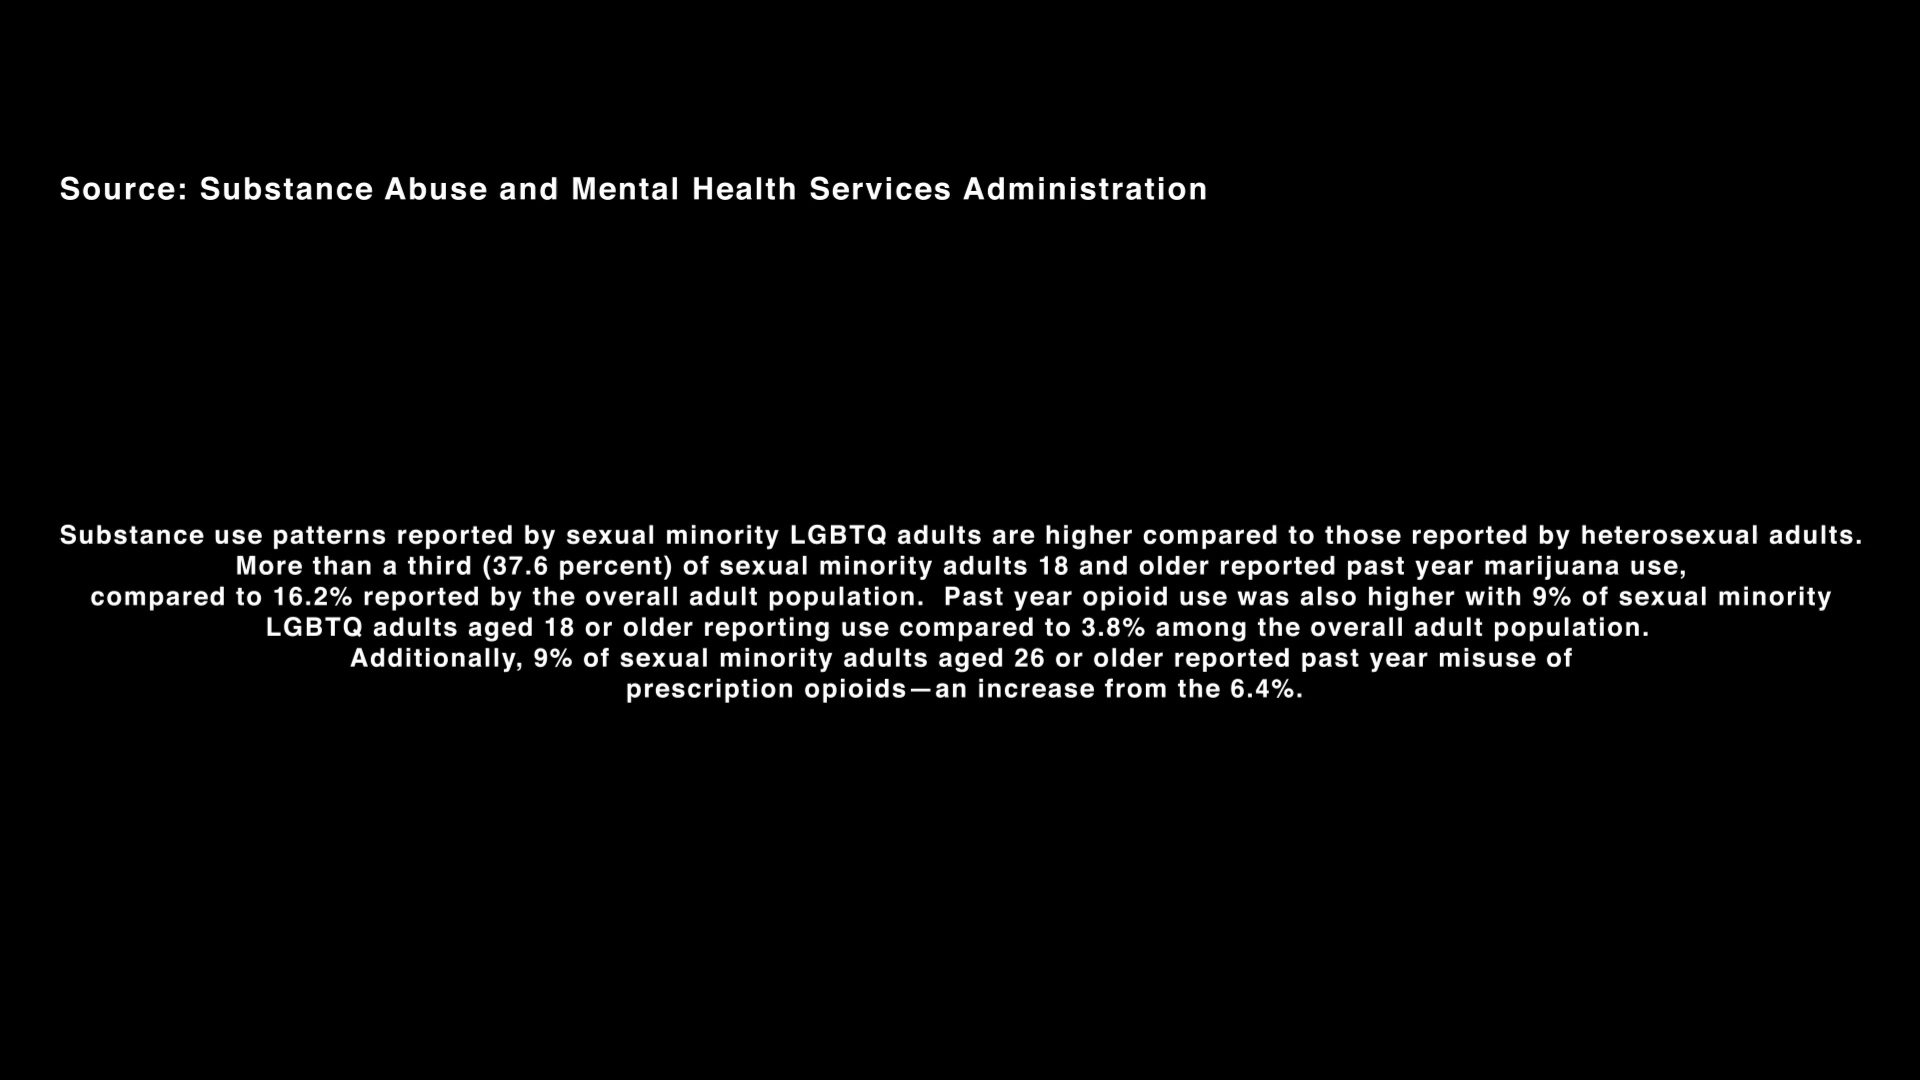 Source: Substance Abuse and Mental Health Services Administration
Substance use patterns reported by sexual minority LGBTQ adults are higher compared to those reported by heterosexual adults.
More than a third (37.6 percent) of sexual minority adults 18 and older reported past year marijuana use,
compared to 16.2% reported by the overall adult population.  Past year opioid use was also higher with 9% of sexual minority
LGBTQ adults aged 18 or older reporting use compared to 3.8% among the overall adult population.
Additionally, 9% of sexual minority adults aged 26 or older reported past year misuse of
prescription opioids—an increase from the 6.4%.